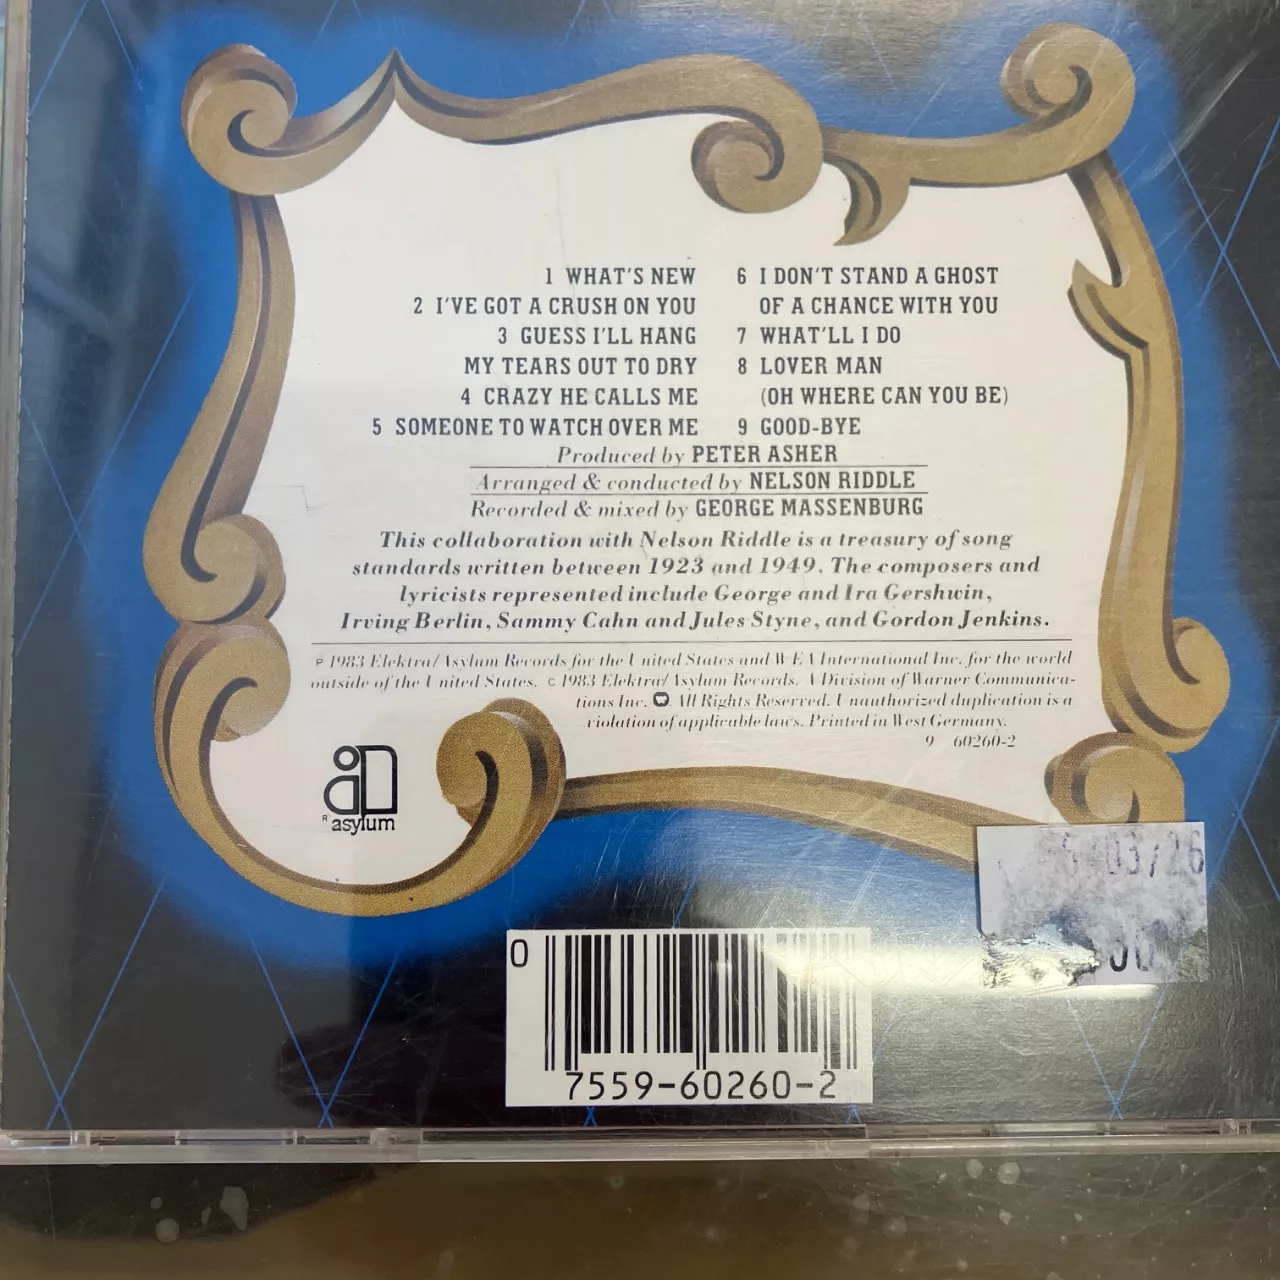 1 WHAT'S NEW
2 I'VE GOT A CRUSH ON YOU
3 GUESS I'LL HANG
MY TEARS OUT TO DRY
4 CRAZY HE CALLS ME
5 SOMEONE TO WATCH OVER ME
6 I DON'T STAND A GHOST
OF A CHANCE WITH YOU
7 WHAT'LL I DO
8 LOVER MAN
(OH WHERE CAN YOU BE)
9 GOOD-BYE
Produced by PETER ASHER
Arranged & conducted by NELSON RIDDLE
Recorded & mixed by GEORGE MASSENBURG
This collaboration with Nelson Riddle is a treasury of song
standards written between 1923 and 1949. The composers and
lyricists represented include George and Ira Gershwin,
Irving Berlin, Sammy Cahn and Jules Styne, and Gordon Jenkins.
℗ 1983 Elektra/Asylum Records for the United States and WEA International Inc. for the world
outside of the United States. © 1983 Elektra/Asylum Records. A Division of Warner Communica-
tions Inc. All Rights Reserved. Unauthorized duplication is a
violation of applicable laws. Printed in West Germany.
9 60260-2
R asylum
03/26
0
7559-60260-2